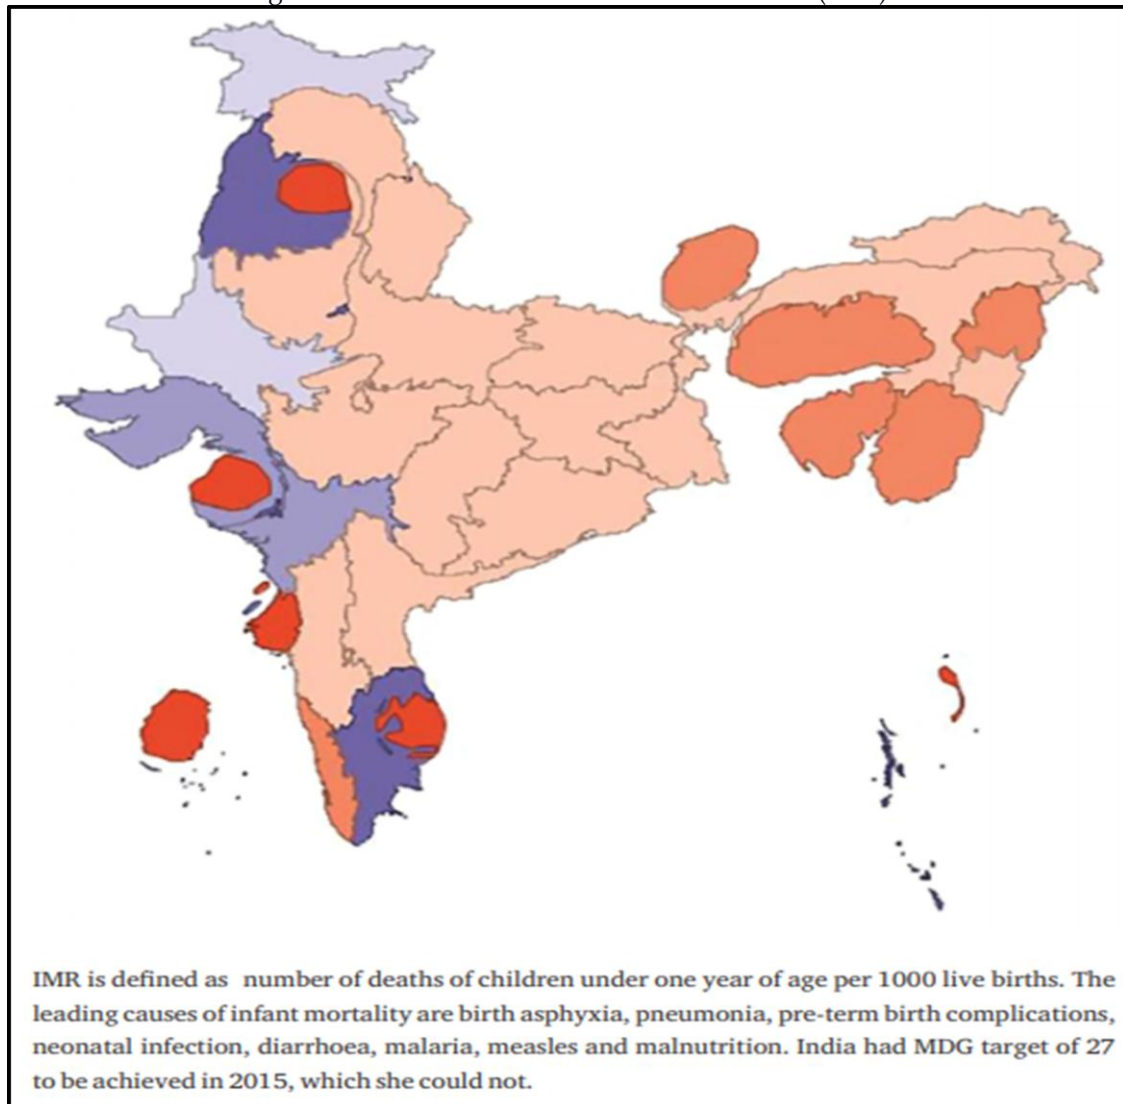 IMR is defined as number of deaths of children under one year of age per 1000 live births. The
leading causes of infant mortality are birth asphyxia, pneumonia, pre-term birth complications,
neonatal infection, diarrhoea, malaria, measles and malnutrition. India had MDG target of 27
to be achieved in 2015, which she could not.